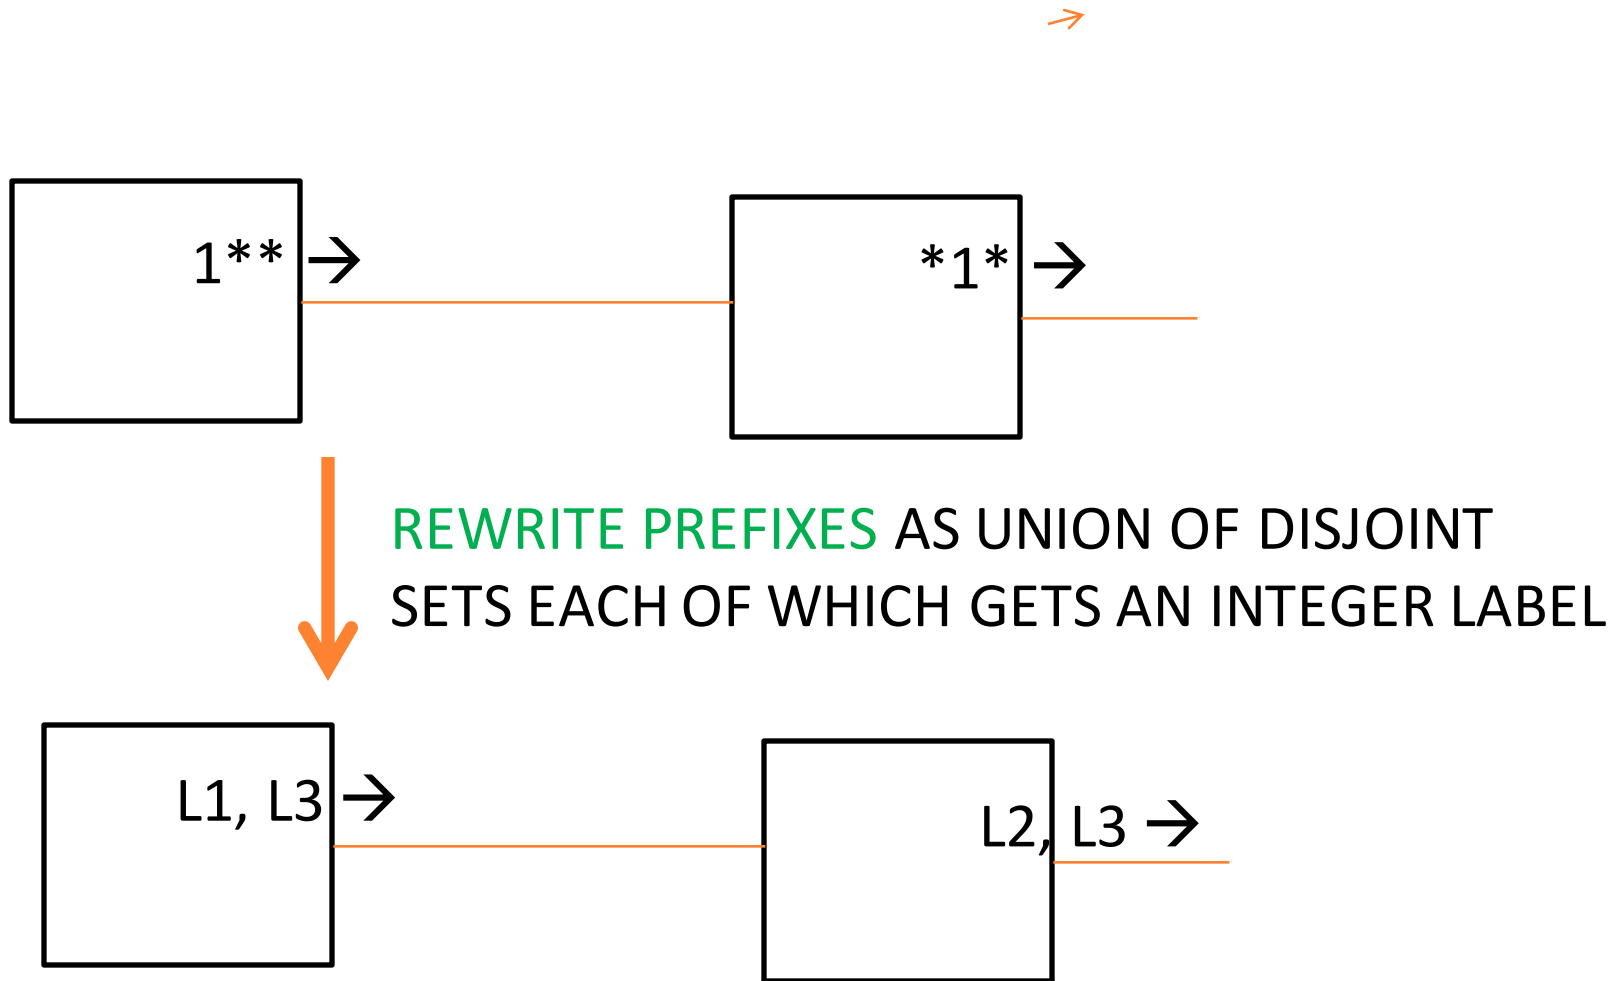 1** →
*1* →
REWRITE PREFIXES AS UNION OF DISJOINT
SETS EACH OF WHICH GETS AN INTEGER LABEL
L1, L3 →
L2, L3 →